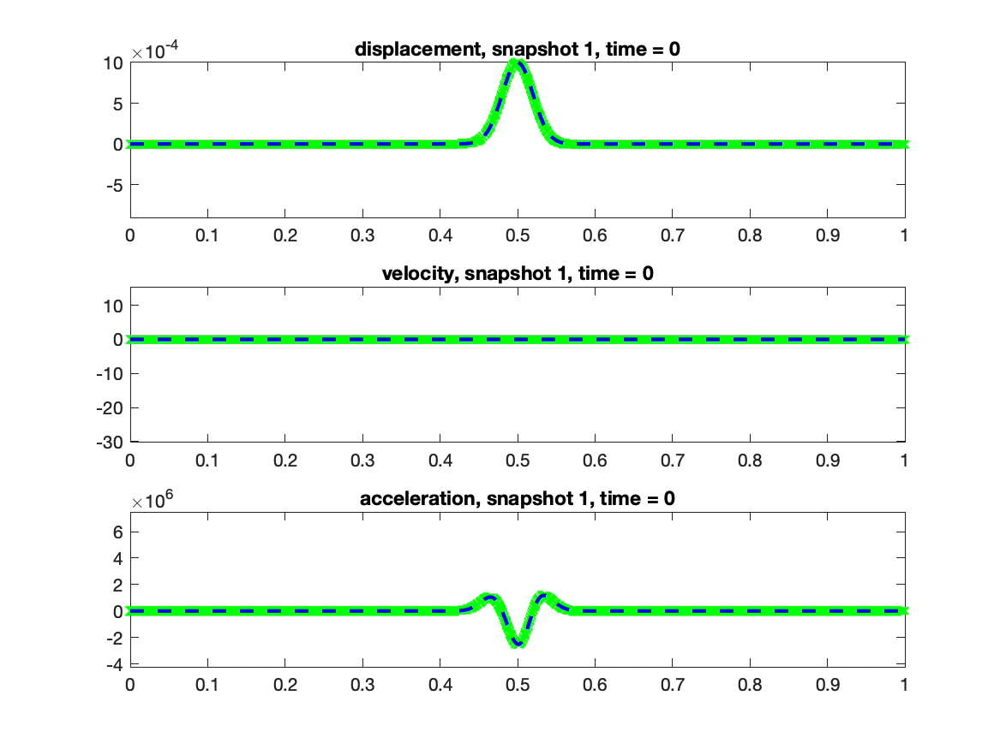 ×10-4
displacement, snapshot 1, time = 0
10
5
0
-5
0 0.1 0.2 0.3 0.4 0.5 0.6 0.7 0.8 0.9 1
velocity, snapshot 1, time = 0
10
0
-10
-20
-30
0 0.1 0.2 0.3 0.4 0.5 0.6 0.7 0.8 0.9 1
×106
acceleration, snapshot 1, time = 0
6
4
2
0
-2
-4
0 0.1 0.2 0.3 0.4 0.5 0.6 0.7 0.8 0.9 1